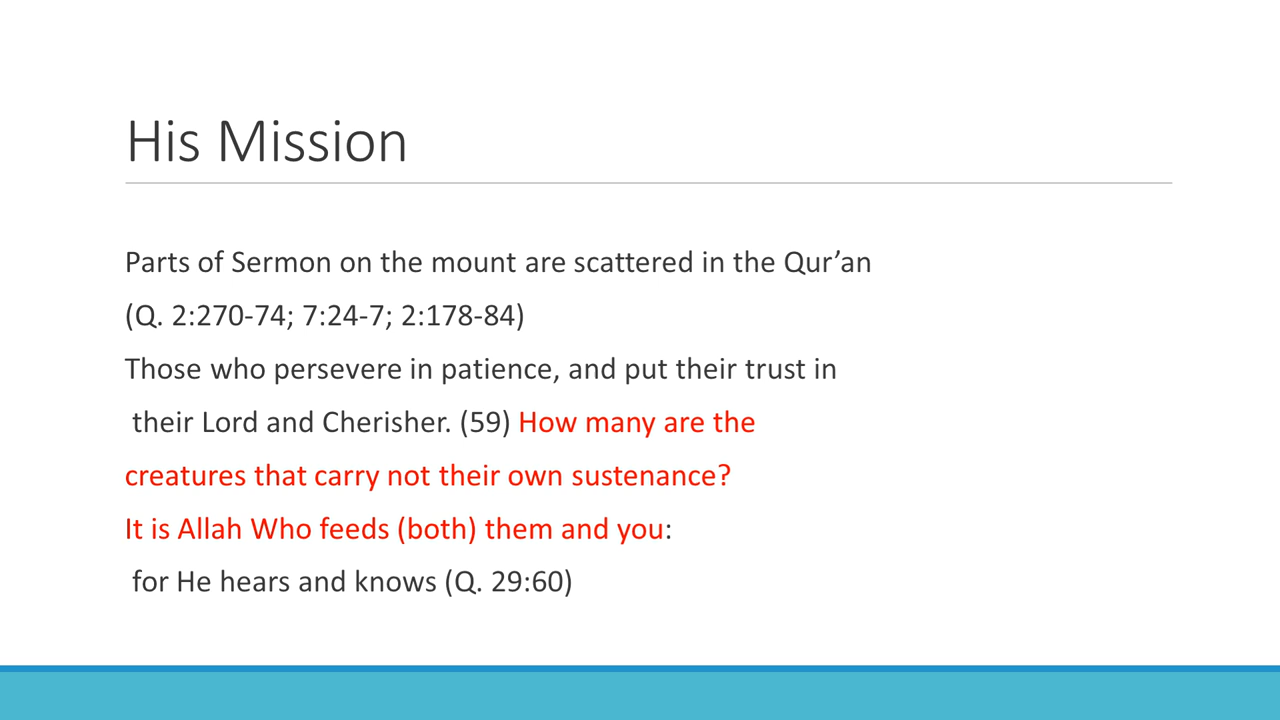 His Mission
Parts of Sermon on the mount are scattered in the Qur’an
(Q. 2:270-74; 7:24-7; 2:178-84)
Those who persevere in patience, and put their trust in
their Lord and Cherisher. (59) How many are the
creatures that carry not their own sustenance?
It is Allah Who feeds (both) them and you:
for He hears and knows (Q. 29:60)